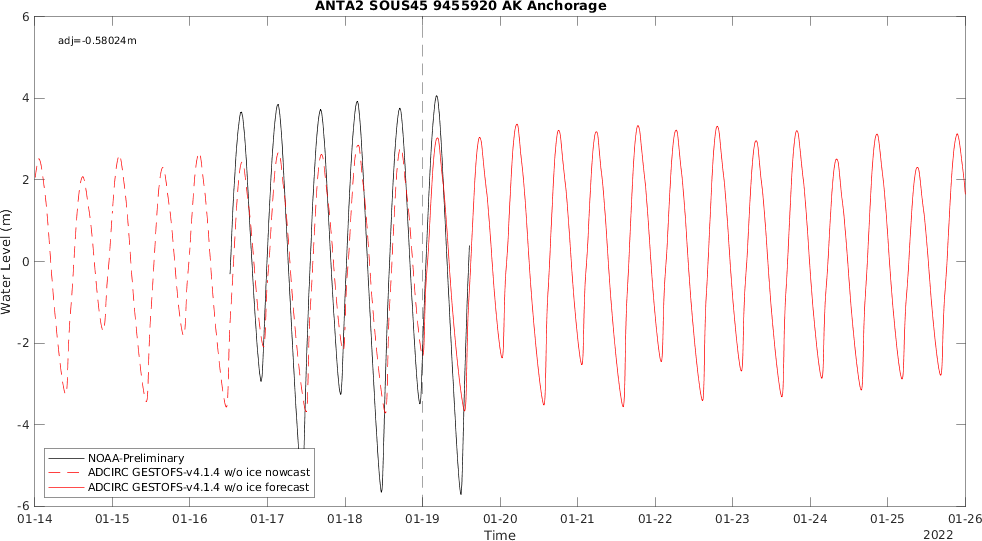 ANTA2 SOUS45 9455920 AK Anchorage
adj=-0.58024m
6
4
2
0
-2
-4
-6
Water Level (m)
NOAA-Preliminary
ADCIRC GESTOFS-v4.1.4 w/o ice nowcast
ADCIRC GESTOFS-v4.1.4 w/o ice forecast
01-14 01-15 01-16 01-17 01-18 01-19 01-20 01-21 01-22 01-23 01-24 01-25 01-26
Time
2022